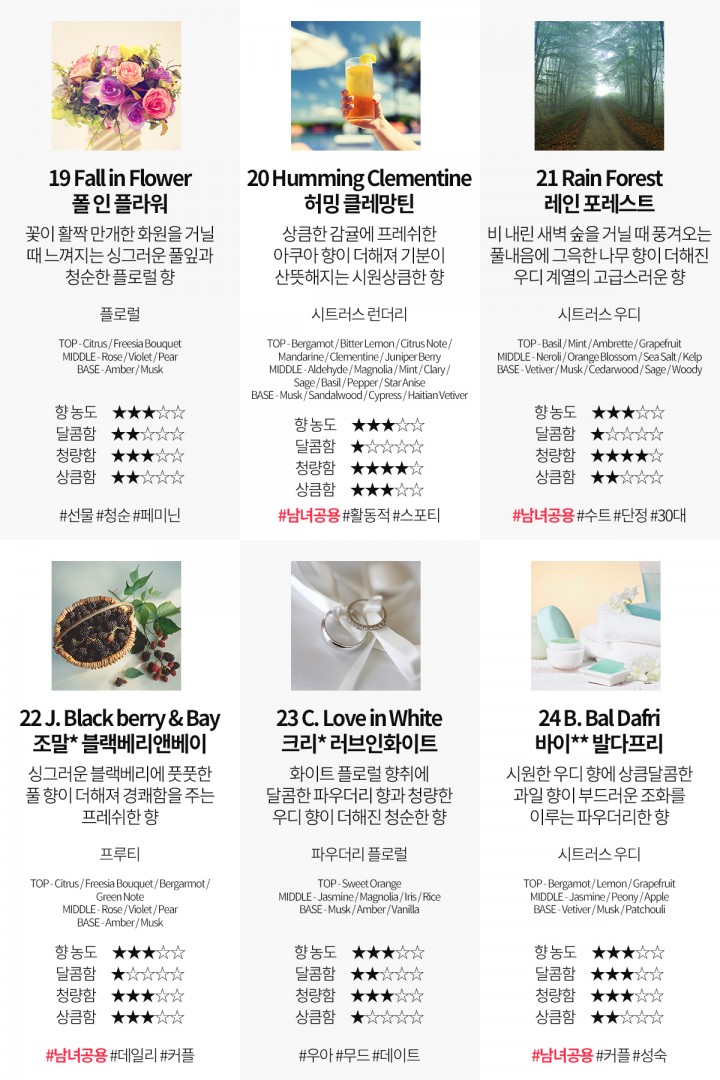 19 Fall in Flower
폴 인 플라워
꽃이 활짝 만개한 화원을 거닐
때 느껴지는 싱그러운 풀잎과
청순한 플로럴 향
플로럴
TOP - Citrus / Freesia Bouquet
MIDDLE - Rose / Violet / Pear
BASE - Amber / Musk
향 농도 ★★★☆☆
달콤함 ★★☆☆☆
청량함 ★★★☆☆
상큼함 ★★☆☆☆
#선물 #청순 #페미닌
20 Humming Clementine
허밍 클레망틴
상큼한 감귤에 프레쉬한
아쿠아 향이 더해져 기분이
산뜻해지는 시원상큼한 향
시트러스 런더리
TOP - Bergamot / Bitter Lemon / Citrus Note /
Mandarine / Clementine / Juniper Berry
MIDDLE - Aldehyde / Magnolia / Mint / Clary /
Sage / Basil / Pepper / Star Anise
BASE - Musk / Sandalwood / Cypress / Haitian Vetiver
향 농도 ★★★☆☆
달콤함 ★☆☆☆☆
청량함 ★★★★☆
상큼함 ★★★☆☆
#남녀공용 #활동적 #스포티
21 Rain Forest
레인 포레스트
비 내린 새벽 숲을 거닐 때 풍겨오는
풀내음에 그윽한 나무 향이 더해진
우디 계열의 고급스러운 향
시트러스 우디
TOP - Basil / Mint / Ambrette / Grapefruit
MIDDLE - Neroli / Orange Blossom / Sea Salt / Kelp
BASE - Vetiver / Musk / Cedarwood / Sage / Woody
향 농도 ★★★☆☆
달콤함 ★☆☆☆☆
청량함 ★★★★☆
상큼함 ★★☆☆☆
#남녀공용 #수트 #단정 #30대
22 J. Black berry & Bay
조말* 블랙베리앤베이
싱그러운 블랙베리에 풋풋한
풀 향이 더해져 경쾌함을 주는
프레쉬한 향
프루티
TOP - Citrus / Freesia Bouquet / Bergarmot /
Green Note
MIDDLE - Rose / Violet / Pear
BASE - Amber / Musk
향 농도 ★★★☆☆
달콤함 ★☆☆☆☆
청량함 ★★★☆☆
상큼함 ★★★☆☆
#남녀공용 #데일리 #커플
23 C. Love in White
크리* 러브인화이트
화이트 플로럴 향취에
달콤한 파우더리 향과 청량한
우디 향이 더해진 청순한 향
파우더리 플로럴
TOP - Sweet Orange
MIDDLE - Jasmine / Magnolia / Iris / Rice
BASE - Musk / Amber / Vanilla
향 농도 ★★★☆☆
달콤함 ★★☆☆☆
청량함 ★★★☆☆
상큼함 ★☆☆☆☆
#우아 #무드 #데이트
24 B. Bal Dafri
바이** 발다프리
시원한 우디 향에 상큼달콤한
과일 향이 부드러운 조화를
이루는 파우더리한 향
시트러스 우디
TOP - Bergamot / Lemon / Grapefruit
MIDDLE - Jasmine / Peony / Apple
BASE - Vetiver / Musk / Patchouli
향 농도 ★★★☆☆
달콤함 ★★★☆☆
청량함 ★★★☆☆
상큼함 ★★☆☆☆
#남녀공용 #커플 #성숙